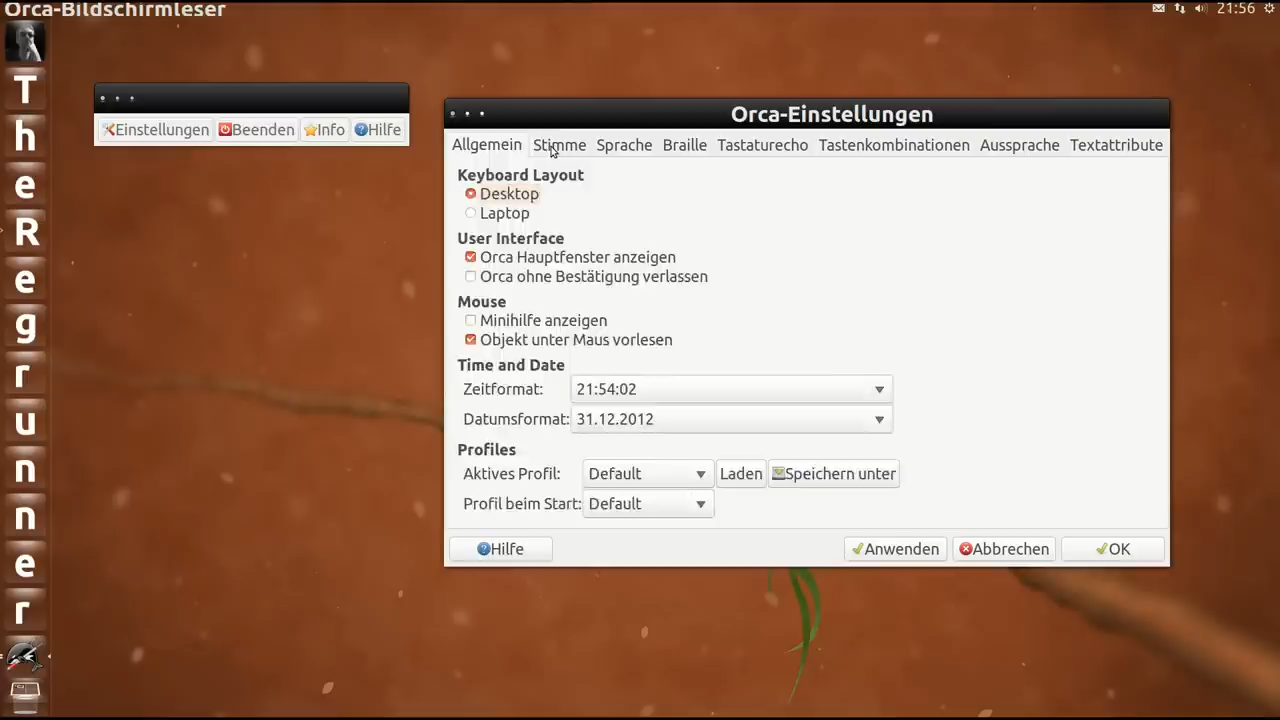 Orca-Bildschirmleser
21:56
T
h
e
R
e
g
r
u
n
n
e
r
Einstellungen Beenden Info Hilfe
Orca-Einstellungen
Allgemein Stimme Sprache Braille Tastaturecho Tastenkombinationen Aussprache Textattribute
Keyboard Layout
Desktop
Laptop
User Interface
Orca Hauptfenster anzeigen
Orca ohne Bestätigung verlassen
Mouse
Minihilfe anzeigen
Objekt unter Maus vorlesen
Time and Date
Zeitformat: 21:54:02
Datumsformat: 31.12.2012
Profiles
Aktives Profil: Default Laden Speichern unter
Profil beim Start: Default
Hilfe Anwenden Abbrechen OK